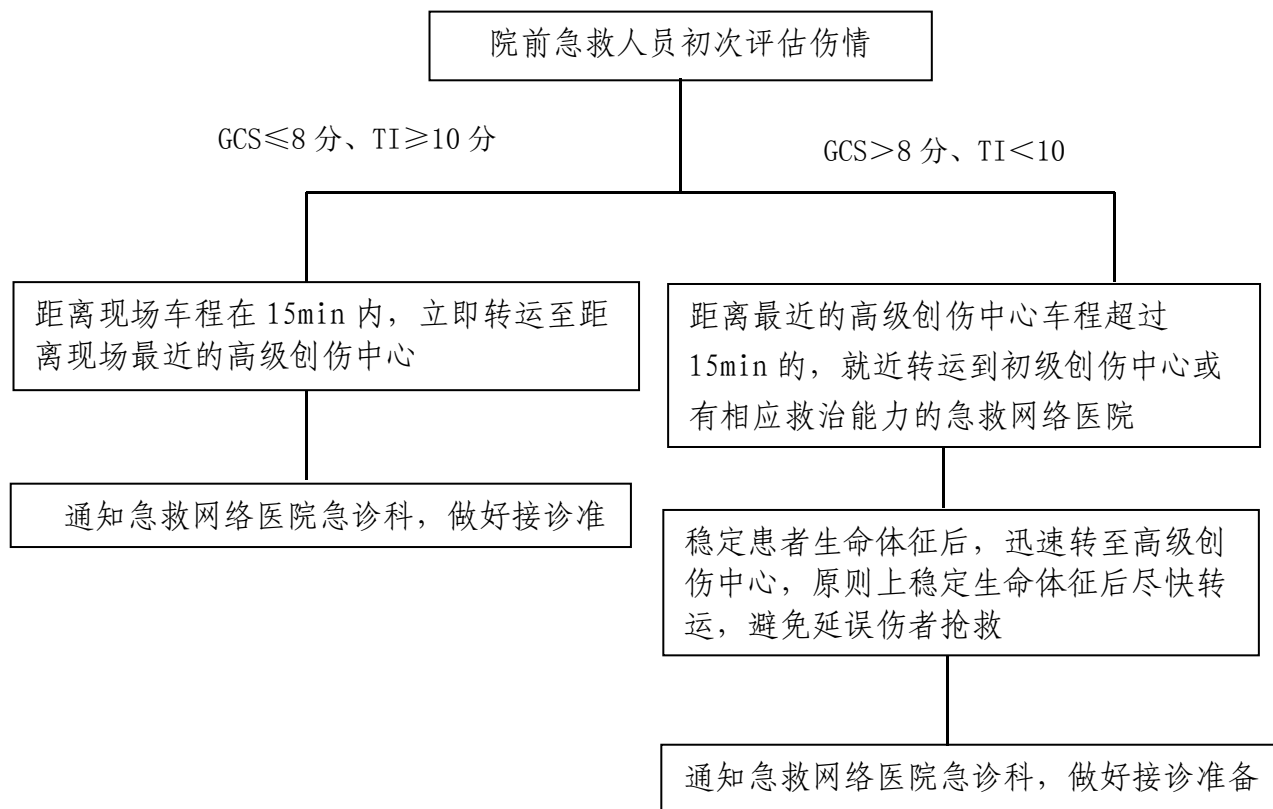 院前急救人员初次评估伤情
GCS≤8 分、TI≥10 分
GCS＞8 分、TI＜10
距离现场车程在 15min 内，立即转运至距
离现场最近的高级创伤中心
通知急救网络医院急诊科，做好接诊准
距离最近的高级创伤中心车程超过
15min 的，就近转运到初级创伤中心或
有相应救治能力的急救网络医院
稳定患者生命体征后，迅速转至高级创
伤中心，原则上稳定生命体征后尽快转
运，避免延误伤者抢救
通知急救网络医院急诊科，做好接诊准备